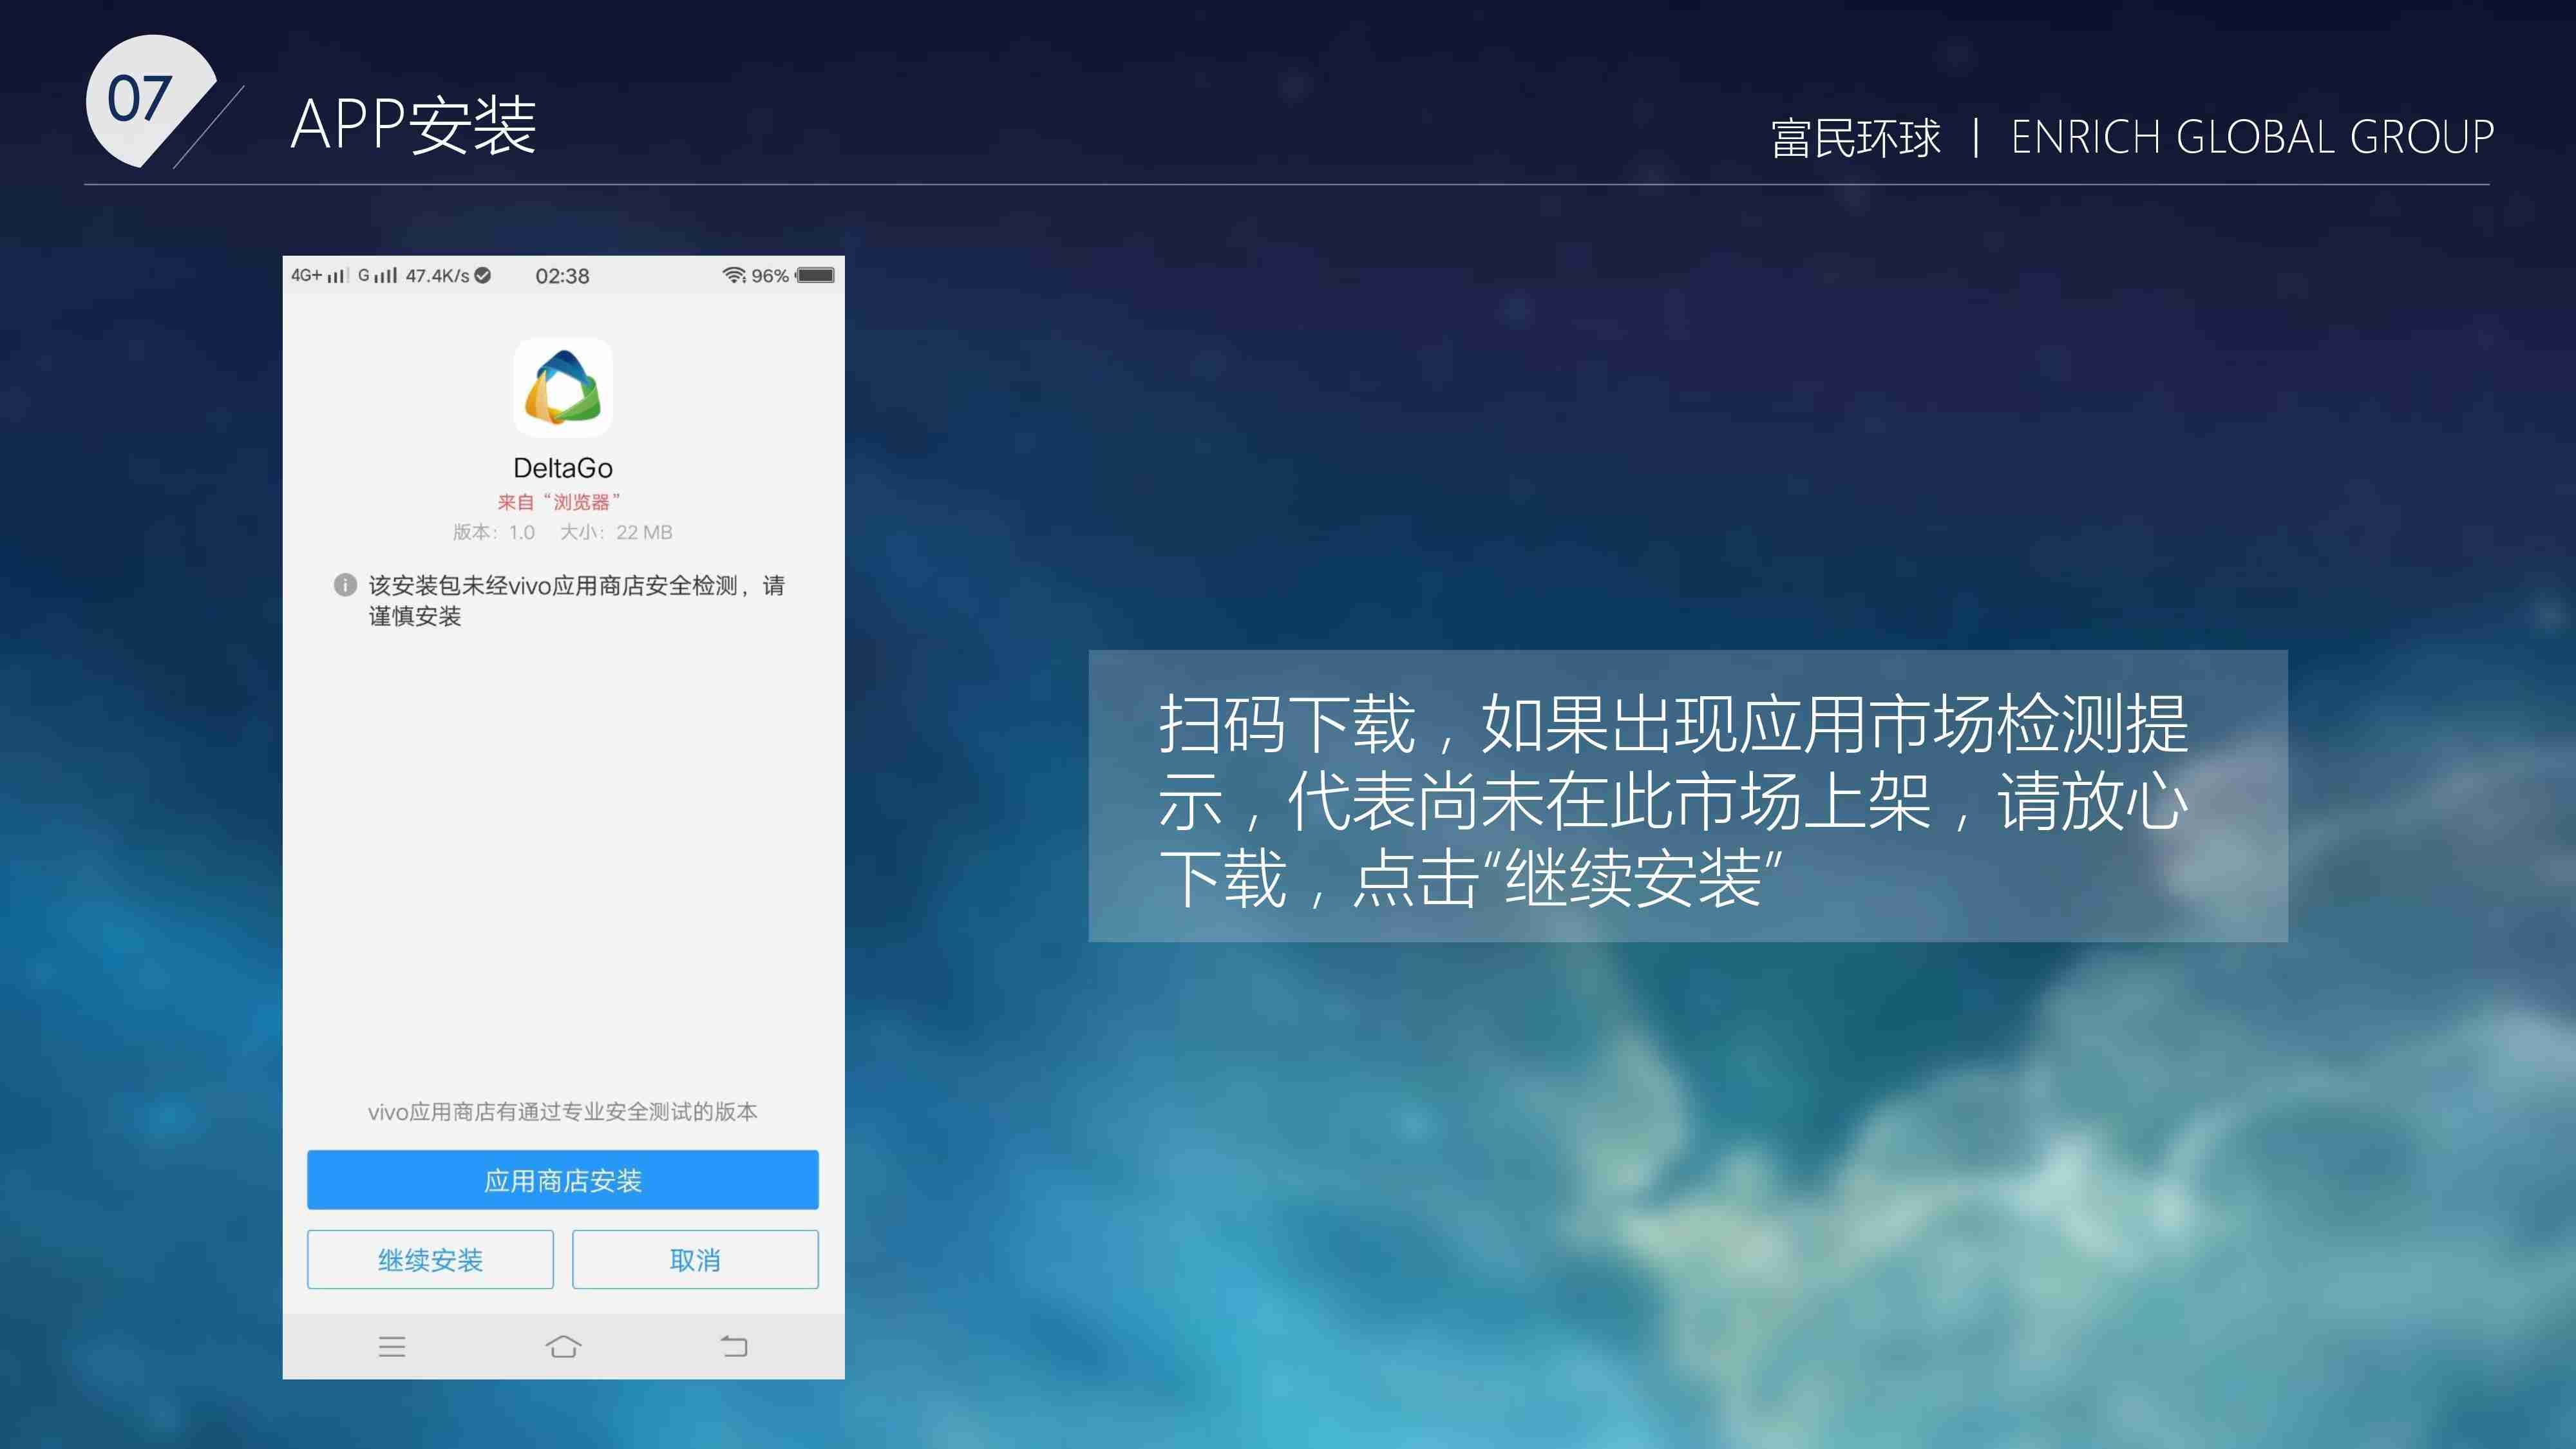 07
APP安装
富民环球 | ENRICH GLOBAL GROUP
4G+ G 47.4K/s 02:38 96%
DeltaGo
来自“浏览器”
版本：1.0 大小：22 MB
该安装包未经vivo应用商店安全检测，请
谨慎安装
扫码下载，如果出现应用市场检测提
示，代表尚未在此市场上架，请放心
下载，点击“继续安装”
vivo应用商店有通过专业安全测试的版本
应用商店安装
继续安装 取消